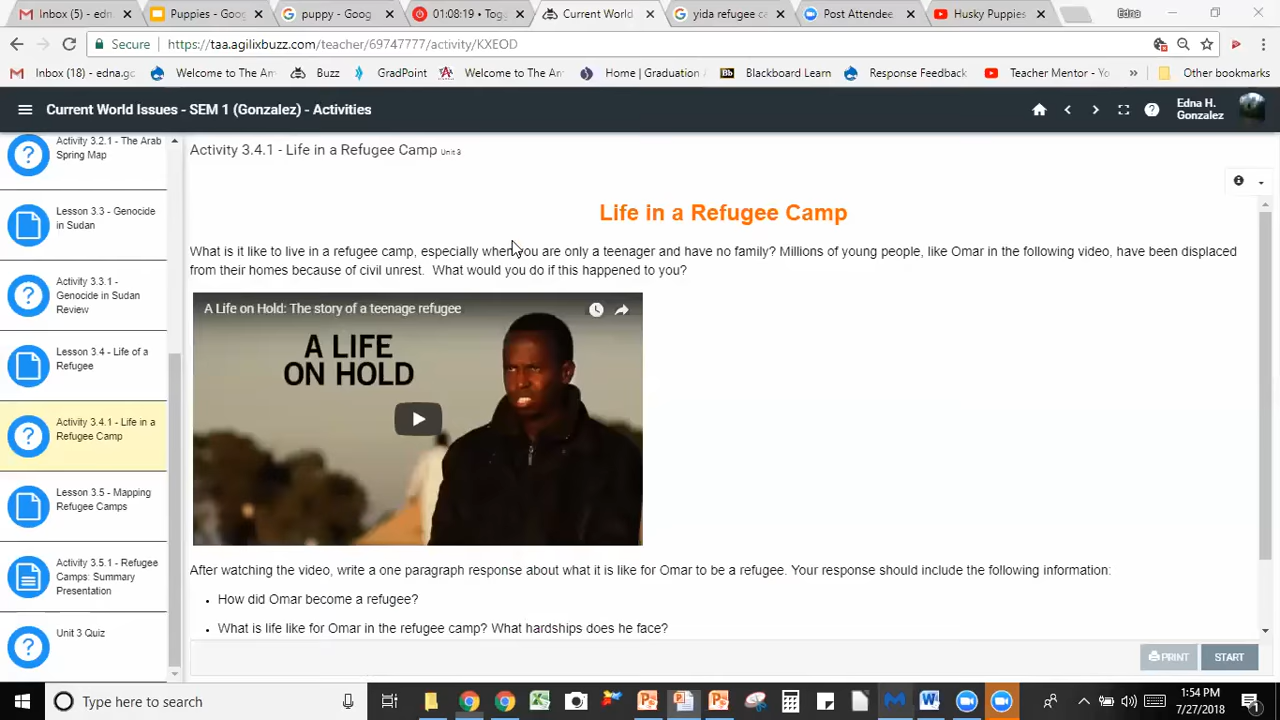 Inbox (5) - edna.
Puppies - Goog
puppy - Goog
01:08:19 • Togg
Current World
yida refugee ca
Post Attendee
Husky Puppies
Edna
Secure
https://taa.agilixbuzz.com/teacher/69747777/activity/KXEOD
Inbox (18) - edna.gc
Welcome to The Am
Buzz
GradPoint
Welcome to The Am
Home | Graduation
Blackboard Learn
Response Feedback
Teacher Mentor - Yo
»
Other bookmarks
Current World Issues - SEM 1 (Gonzalez) - Activities
Edna H.
Gonzalez
Activity 3.2.1 - The Arab
Spring Map
Lesson 3.3 - Genocide
in Sudan
Activity 3.3.1 -
Genocide in Sudan
Review
Lesson 3.4 - Life of a
Refugee
Activity 3.4.1 - Life in a
Refugee Camp
Lesson 3.5 - Mapping
Refugee Camps
Activity 3.5.1 - Refugee
Camps: Summary
Presentation
Unit 3 Quiz
Activity 3.4.1 - Life in a Refugee Camp Unit 3
Life in a Refugee Camp
What is it like to live in a refugee camp, especially when you are only a teenager and have no family? Millions of young people, like Omar in the following video, have been displaced
from their homes because of civil unrest. What would you do if this happened to you?
A Life on Hold: The story of a teenage refugee
A LIFE
ON HOLD
After watching the video, write a one paragraph response about what it is like for Omar to be a refugee. Your response should include the following information:
• How did Omar become a refugee?
• What is life like for Omar in the refugee camp? What hardships does he face?
PRINT
START
Type here to search
1:54 PM
7/27/2018